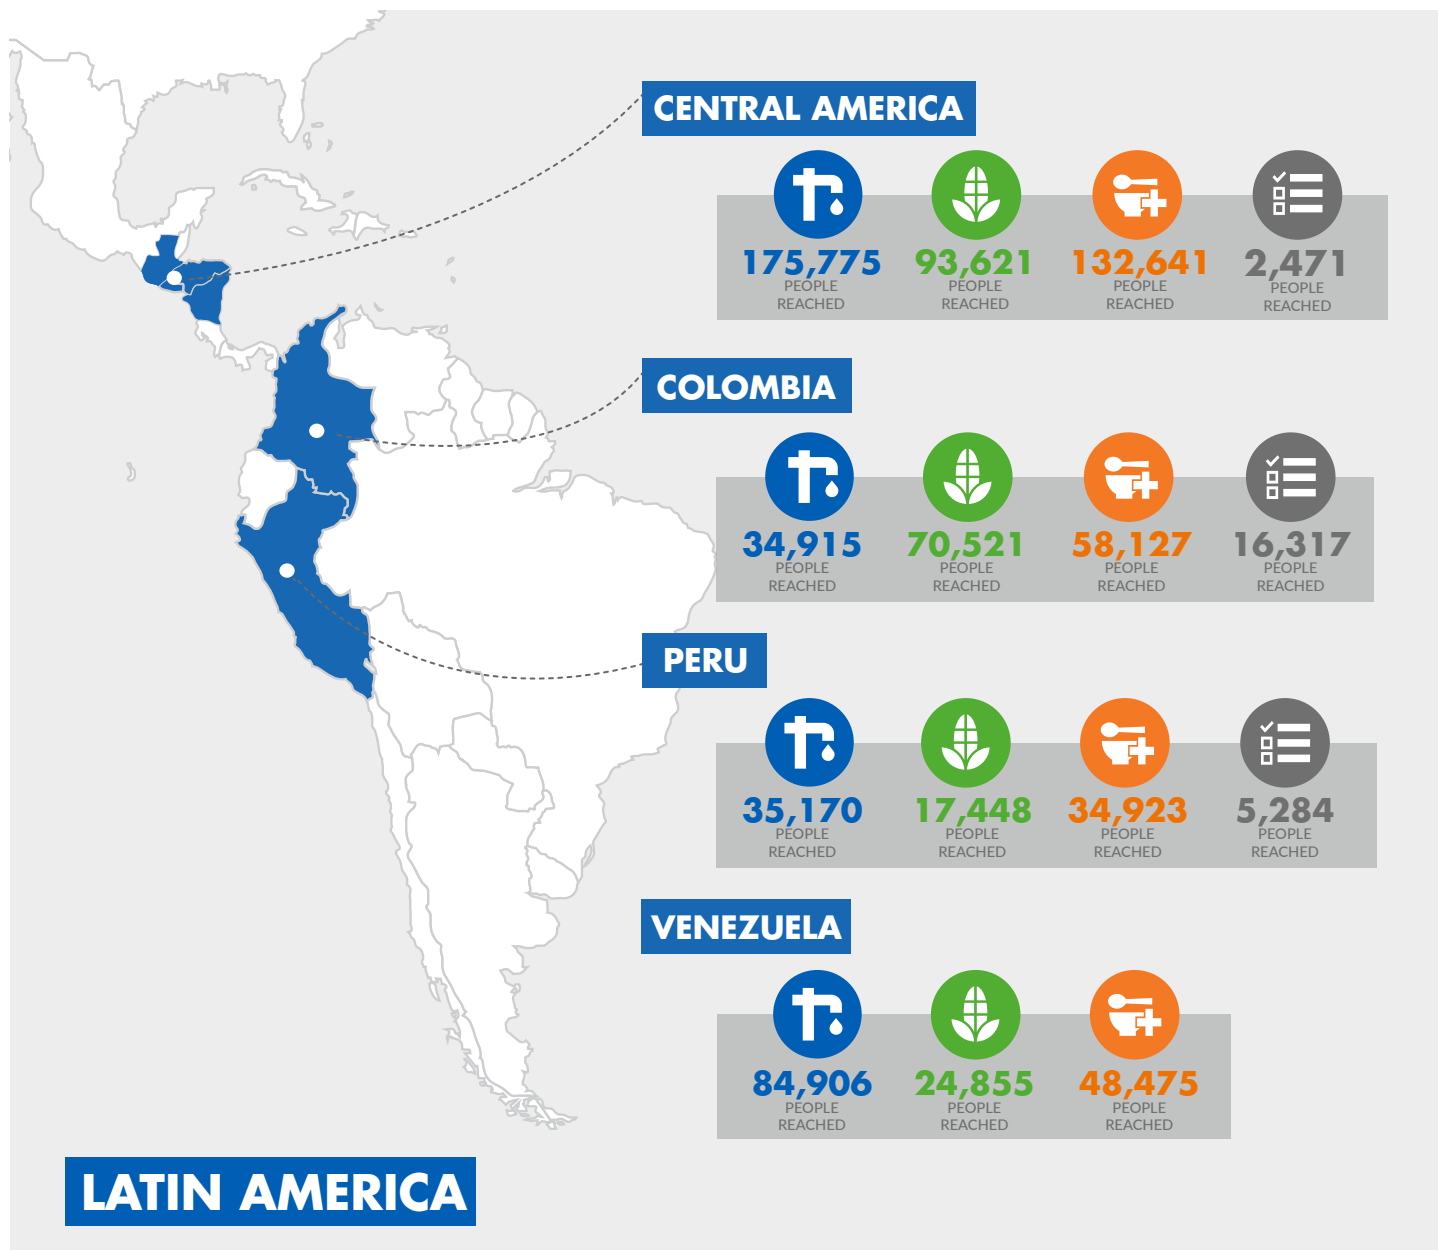 CENTRAL AMERICA
175,775 93,621 132,641 2,471
PEOPLE PEOPLE PEOPLE PEOPLE
REACHED REACHED REACHED REACHED
COLOMBIA
34,915 70,521 58,127 16,317
PEOPLE PEOPLE PEOPLE PEOPLE
REACHED REACHED REACHED REACHED
PERU
35,170 17,448 34,923 5,284
PEOPLE PEOPLE PEOPLE PEOPLE
REACHED REACHED REACHED REACHED
VENEZUELA
84,906 24,855 48,475
PEOPLE PEOPLE PEOPLE
REACHED REACHED REACHED
LATIN AMERICA